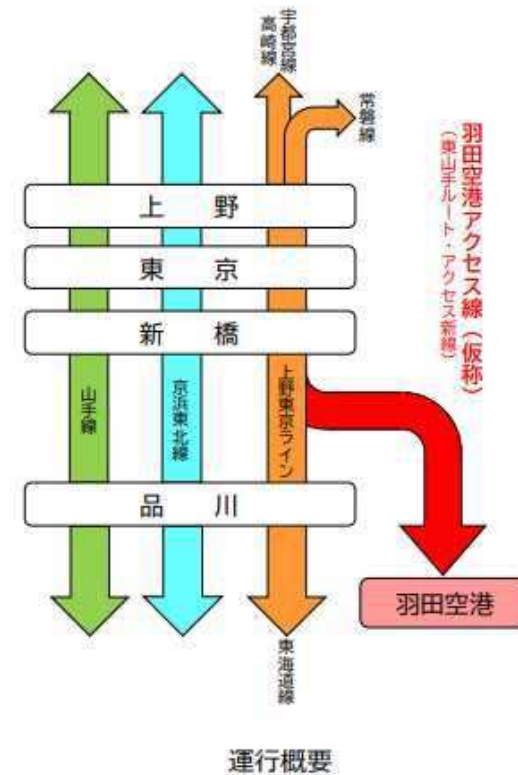 宇都宮線
高崎線
常磐線
羽田空港アクセス線（仮称）
（東山手ルート・アクセス新線）
上　野
東　京
新　橋
山手線
京浜東北線
上野東京ライン
品　川
羽田空港
東海道線
運行概要